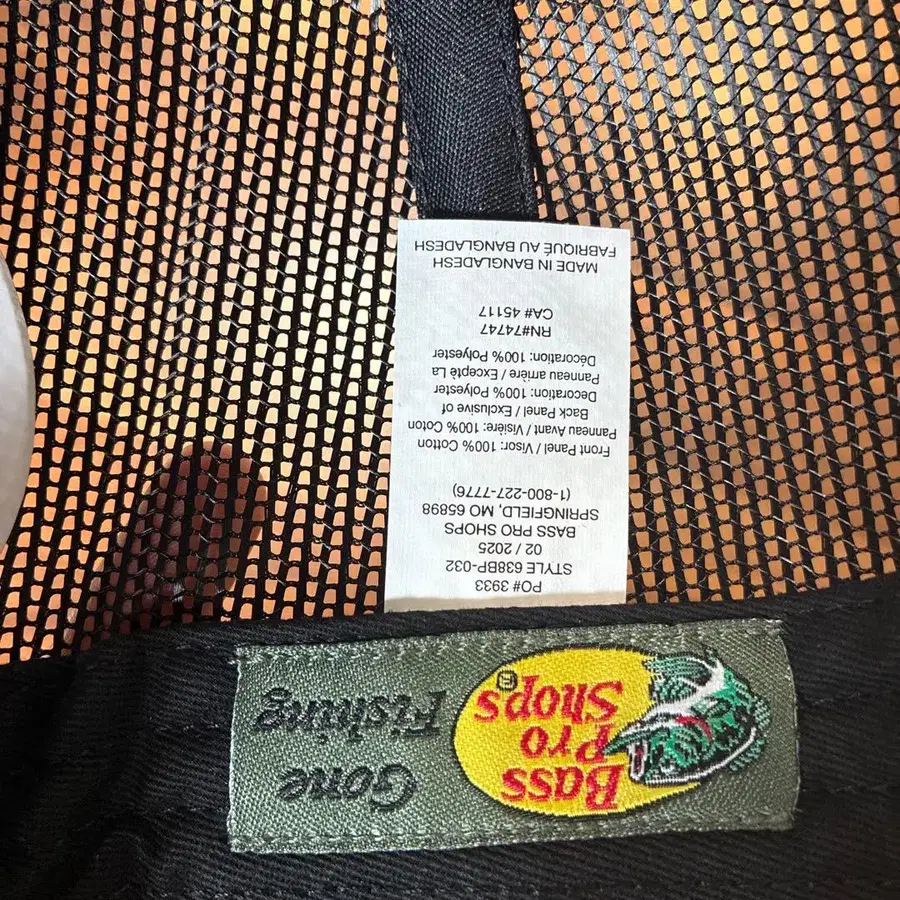 PO# 3933
STYLE 638BP-032
02 / 2025
BASS PRO SHOPS
SPRINGFIELD, MO 65898
(1-800-227-7776)
Front Panel / Visor: 100% Cotton
Panneau Avant / Visière: 100% Cotton
Back Panel / Exclusive of
Decoration: 100% Polyester
Panneau arrière / Excepté La
Décoration: 100% Polyester
RN#74747
CA# 45117
MADE IN BANGLADESH
FABRIQUÉ AU BANGLADESH
Bass
Pro
Shops®
Gone
Fishing